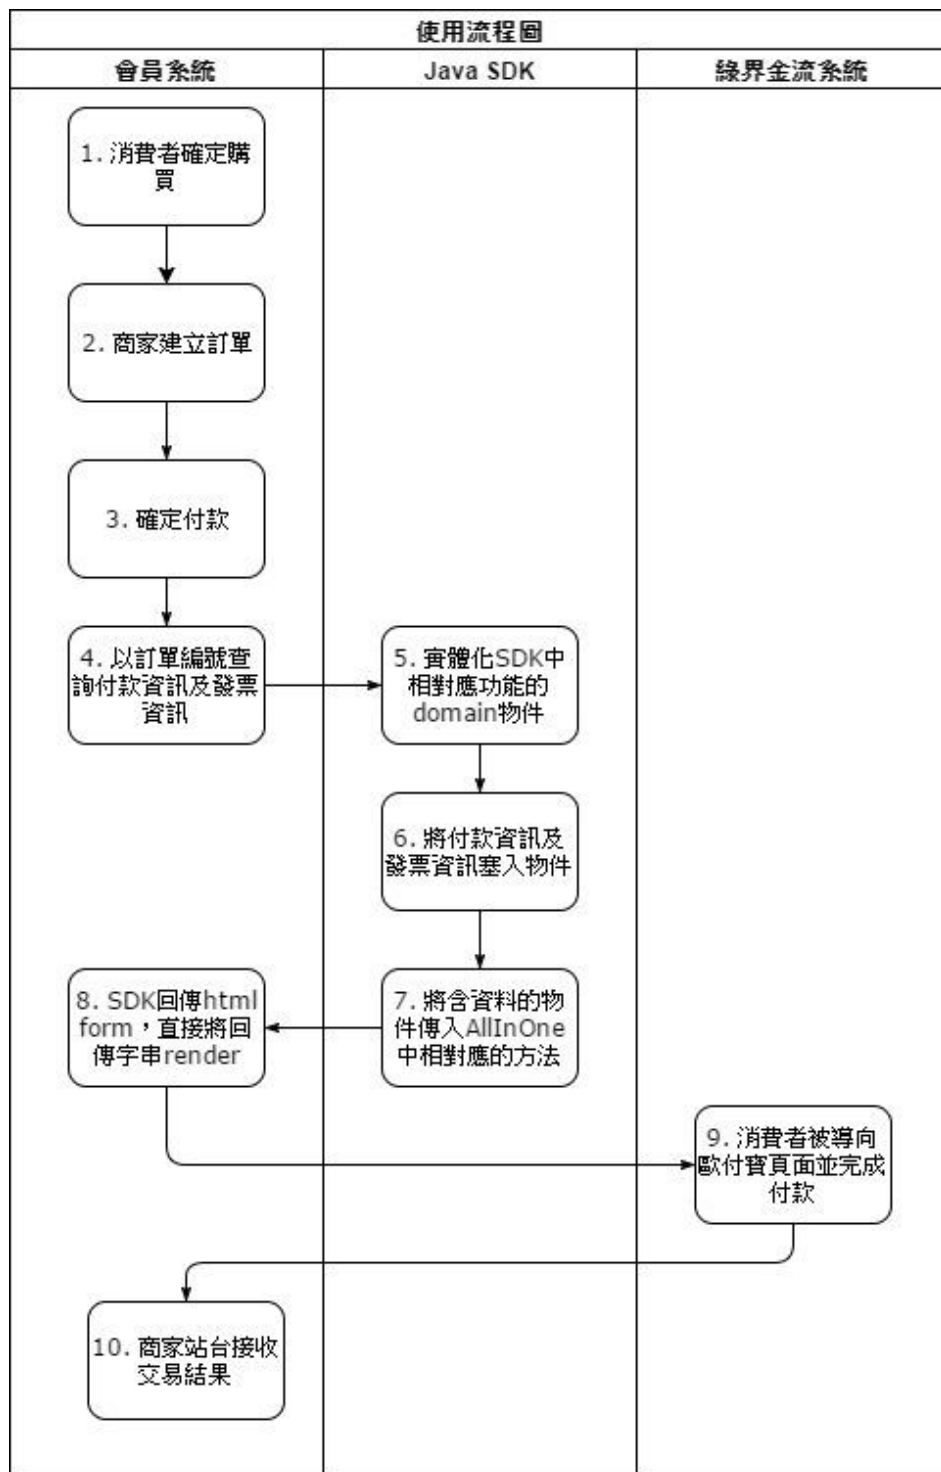 使用流程圖
會員系統
Java SDK
綠界金流系統
1. 消費者確定購
買
2. 商家建立訂單
3. 確定付款
4. 以訂單編號查
詢付款資訊及發票
資訊
5. 實體化SDK中
相對應功能的
domain物件
6. 將付款資訊及
發票資訊塞入物件
7. 將含資料的物
件傳入AllInOne
中相對應的方法
8. SDK回傳html
form，直接將回
傳字串render
9. 消費者被導向
歐付寶頁面並完成
付款
10. 商家站台接收
交易結果